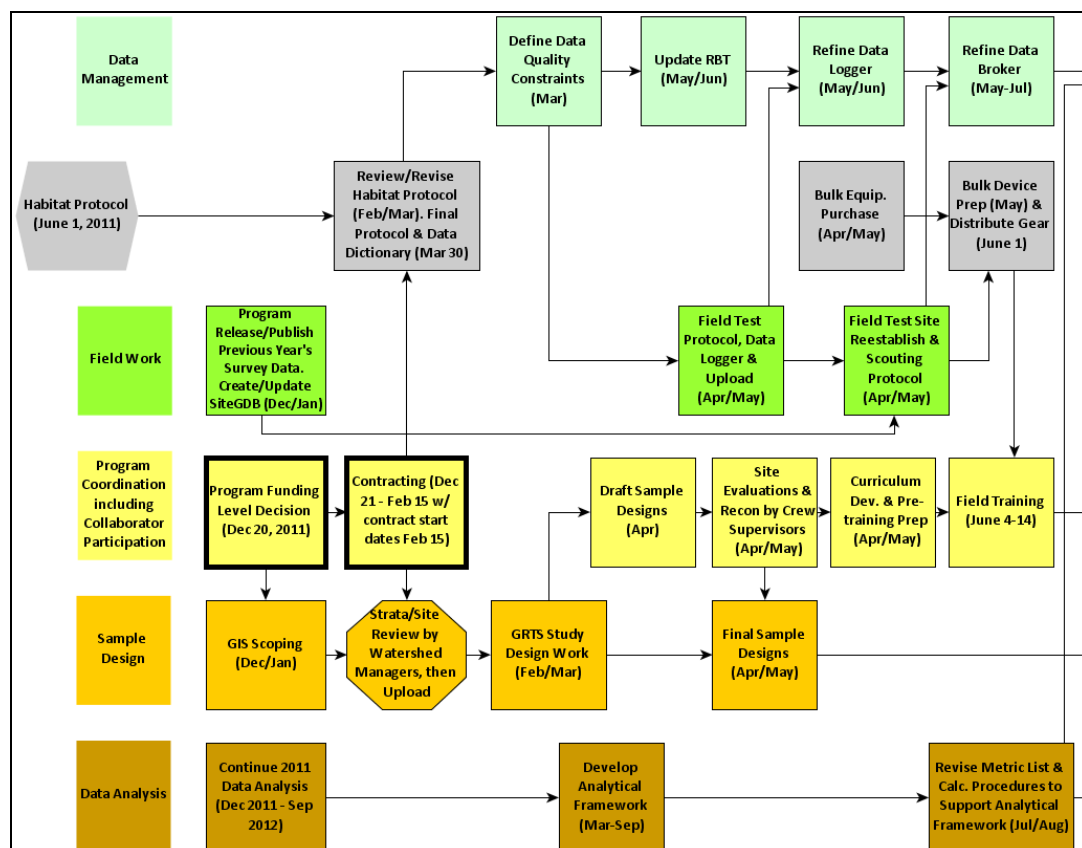 Data
Management
Define Data
Quality
Constraints
(Mar)
Update RBT
(May/Jun)
Refine Data
Logger
(May/Jun)
Refine Data
Broker
(May-Jul)
Habitat Protocol
(June 1, 2011)
Review/Revise
Habitat Protocol
(Feb/Mar). Final
Protocol & Data
Dictionary (Mar 30)
Bulk Equip.
Purchase
(Apr/May)
Bulk Device
Prep (May) &
Distribute Gear
(June 1)
Field Work
Program
Release/Publish
Previous Year's
Survey Data.
Create/Update
SiteGDB (Dec/Jan)
Field Test
Protocol, Data
Logger &
Upload
(Apr/May)
Field Test Site
Reestablish &
Scouting
Protocol
(Apr/May)
Program
Coordination
including
Collaborator
Participation
Program Funding
Level Decision
(Dec 20, 2011)
Contracting (Dec
21 - Feb 15 w/
contract start
dates Feb 15)
Draft Sample
Designs
(Apr)
Site
Evaluations &
Recon by Crew
Supervisors
(Apr/May)
Curriculum
Dev. & Pre-
training Prep
(Apr/May)
Field Training
(June 4-14)
Sample
Design
GIS Scoping
(Dec/Jan)
Strata/Site
Review by
Watershed
Managers, then
Upload
GRTS Study
Design Work
(Feb/Mar)
Final Sample
Designs
(Apr/May)
Data Analysis
Continue 2011
Data Analysis
(Dec 2011 - Sep
2012)
Develop
Analytical
Framework
(Mar-Sep)
Revise Metric List &
Calc. Procedures to
Support Analytical
Framework (Jul/Aug)